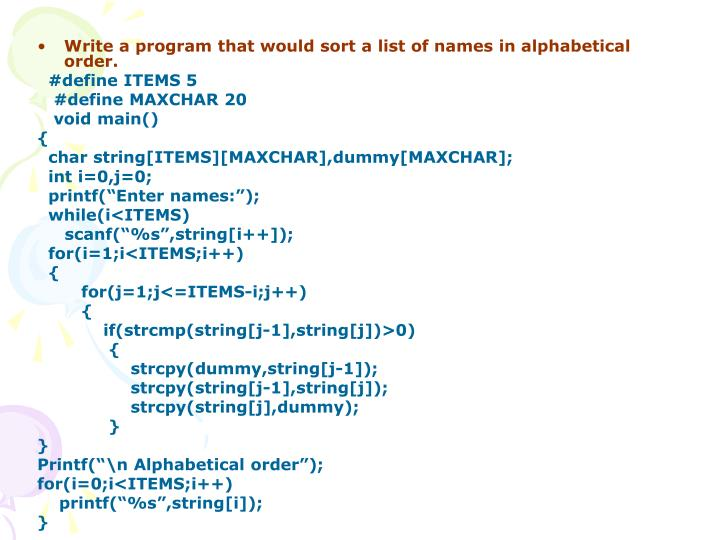 • Write a program that would sort a list of names in alphabetical
order.
#define ITEMS 5
#define MAXCHAR 20
void main()
{
char string[ITEMS][MAXCHAR],dummy[MAXCHAR];
int i=0,j=0;
printf(“Enter names:”);
while(i<ITEMS)
scanf(“%s”,string[i++]);
for(i=1;i<ITEMS;i++)
{
for(j=1;j<=ITEMS-i;j++)
{
if(strcmp(string[j-1],string[j])>0)
{
strcpy(dummy,string[j-1]);
strcpy(string[j-1],string[j]);
strcpy(string[j],dummy);
}
}
Printf(“\n Alphabetical order”);
for(i=0;i<ITEMS;i++)
printf(“%s”,string[i]);
}